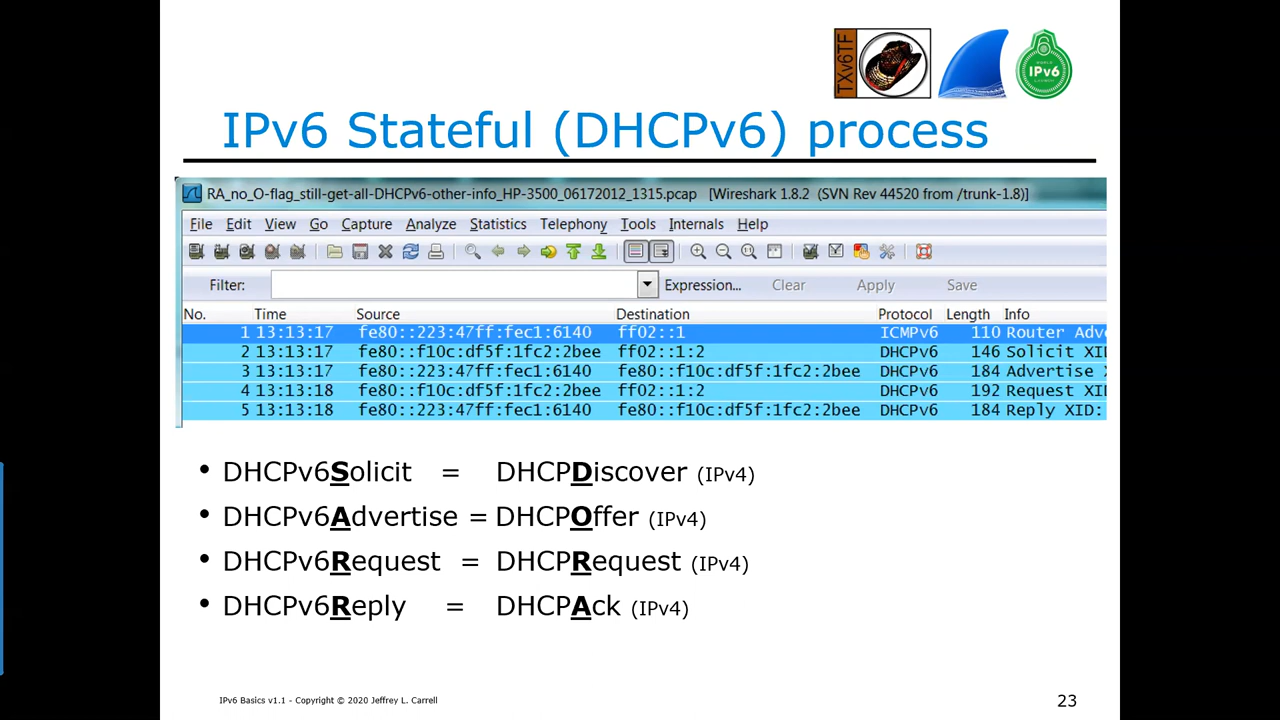 TXv6TF
WORLD
IPv6
LAUNCH
IPv6 Stateful (DHCPv6) process
RA_no_O-flag_still-get-all-DHCPv6-other-info_HP-3500_06172012_1315.pcap [Wireshark 1.8.2 (SVN Rev 44520 from /trunk-1.8)]
File Edit View Go Capture Analyze Statistics Telephony Tools Internals Help
Filter: Expression... Clear Apply Save
No. Time Source Destination Protocol Length Info
1 13:13:17 fe80::223:47ff:fec1:6140 ff02::1 ICMPv6 110 Router Adve
2 13:13:17 fe80::f10c:df5f:1fc2:2bee ff02::1:2 DHCPv6 146 Solicit XID
3 13:13:17 fe80::223:47ff:fec1:6140 fe80::f10c:df5f:1fc2:2bee DHCPv6 184 Advertise X
4 13:13:18 fe80::f10c:df5f:1fc2:2bee ff02::1:2 DHCPv6 192 Request XID
5 13:13:18 fe80::223:47ff:fec1:6140 fe80::f10c:df5f:1fc2:2bee DHCPv6 184 Reply XID:
• DHCPv6Solicit = DHCPDiscover (IPv4)
• DHCPv6Advertise = DHCPOffer (IPv4)
• DHCPv6Request = DHCPRequest (IPv4)
• DHCPv6Reply = DHCPAck (IPv4)
IPv6 Basics v1.1 - Copyright © 2020 Jeffrey L. Carrell
23